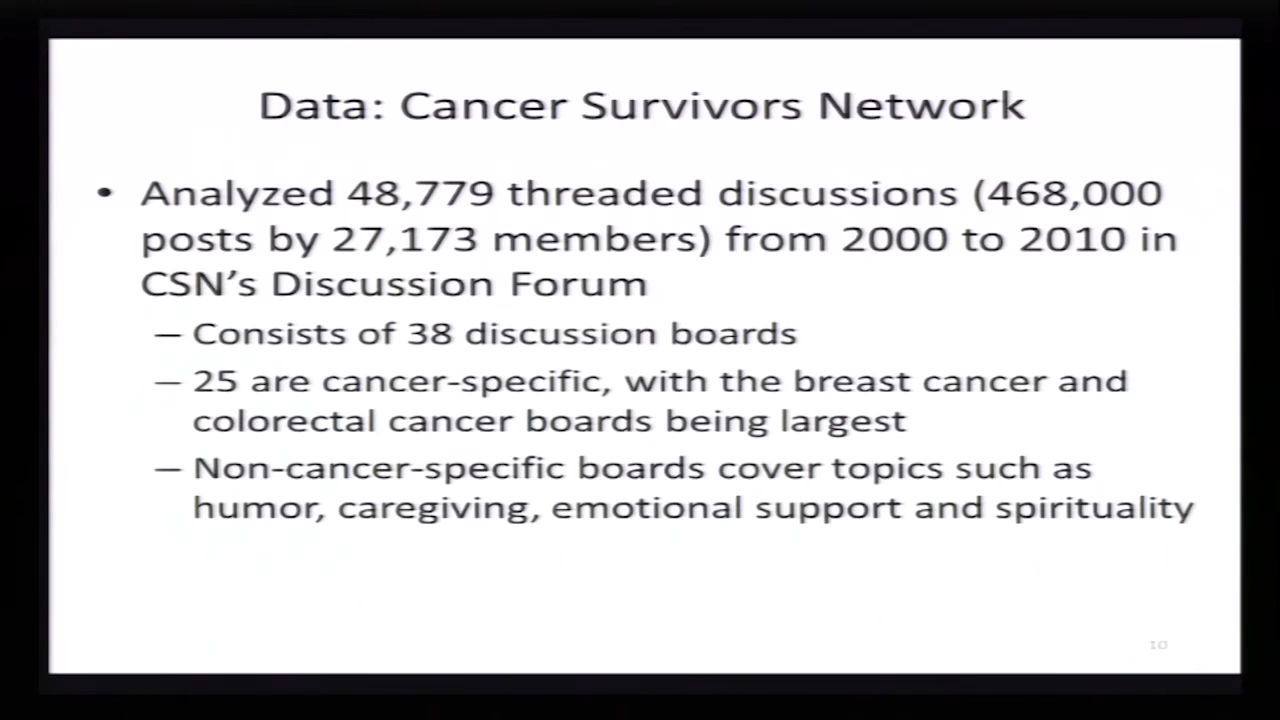 Data: Cancer Survivors Network
• Analyzed 48,779 threaded discussions (468,000
posts by 27,173 members) from 2000 to 2010 in
CSN’s Discussion Forum
– Consists of 38 discussion boards
– 25 are cancer-specific, with the breast cancer and
colorectal cancer boards being largest
– Non-cancer-specific boards cover topics such as
humor, caregiving, emotional support and spirituality
10